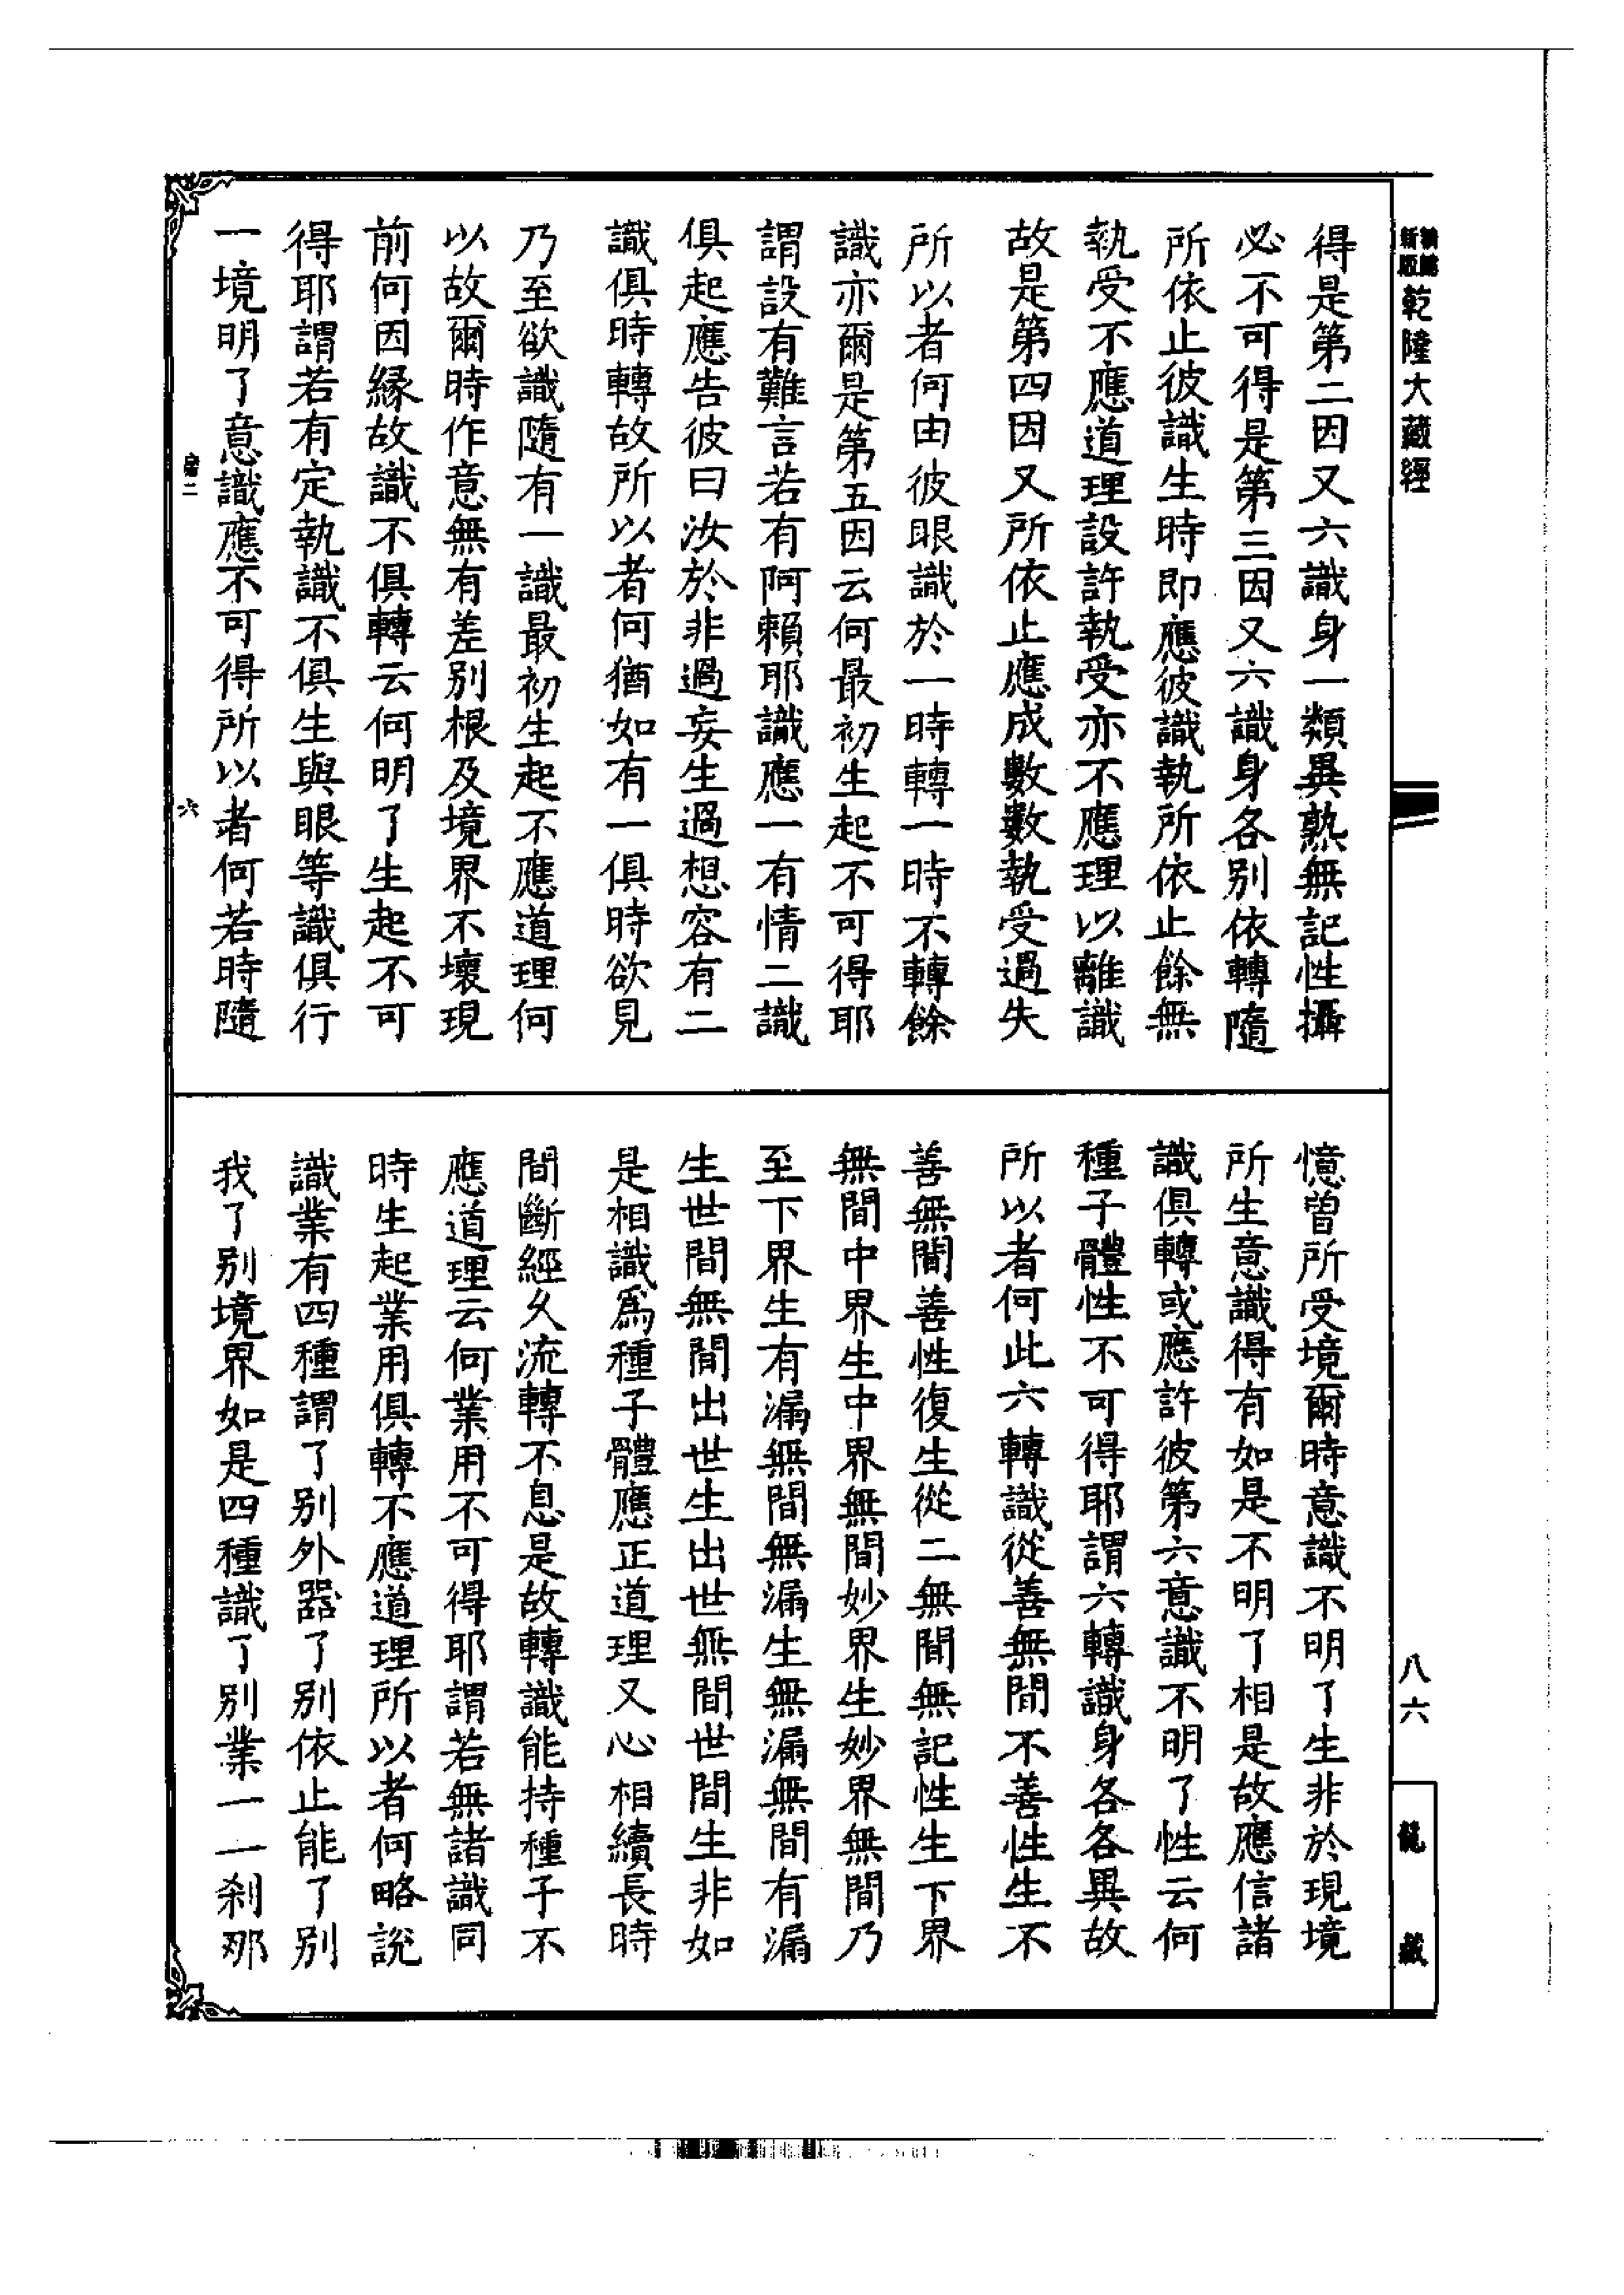 新編
新版
乾隆大藏經
得是第二因又六識身一類異熟無記性攝
必不可得是第三因又六識身各別依轉隨
所依止彼識生時即應彼識執所依止餘無
執受不應道理設許執受亦不應理以離識
故是第四因又所依止應成數數執受過失
所以者何由彼眼識於一時轉一時不轉餘
識亦爾是第五因云何最初生起不可得耶
謂設有難言若有阿賴耶識應一有情二識
俱起應告彼曰汝於非過妄生過想容有二
識俱時轉故所以者何猶如有一俱時欲見
乃至欲識隨有一識最初生起不應道理何
以故爾時作意無有差別根及境界不壞現
前何因緣故識不俱轉云何明了生起不可
得耶謂若有定執識不俱生與眼等識俱行
一境明了意識應不可得所以者何若時隨
六
憶曾所受境爾時意識不明了生非於現境
所生意識得有如是不明了相是故應信諸
識俱轉或應許彼第六意識不明了性云何
種子體性不可得耶謂六轉識身各各異故
所以者何此六轉識從善無間不善性生不
善無間善性復生從二無間無記性生下界
無間中界生中界無間妙界生妙界無間乃
至下界生有漏無間無漏生無漏無間有漏
生世間無間出世生出世無間世間生非如
是相識爲種子體應正道理又心相續長時
間斷經久流轉不息是故轉識能持種子不
應道理云何業用不可得耶謂若無諸識同
時生起業用俱轉不應道理所以者何略說
識業有四種謂了別外器了別依止能了別
我了別境界如是四種識了別業一一剎那
八六
龍藏